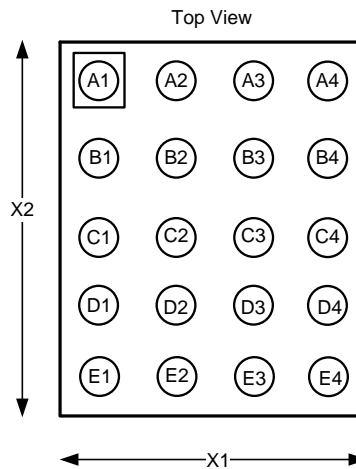 Top View
A1 A2 A3 A4
B1 B2 B3 B4
X2
C1 C2 C3 C4
D1 D2 D3 D4
E1 E2 E3 E4
X1